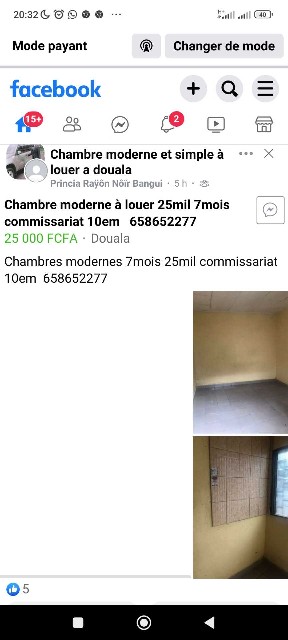 20:32
40
Mode payant
Changer de mode
facebook
15+
2
Chambre moderne et simple à
louer a douala
Princia Raÿõn Nõïr Bangui · 5 h ·
Chambre moderne à louer 25mil 7mois
commissariat 10em 658652277
25 000 FCFA · Douala
Chambres modernes 7mois 25mil commissariat
10em 658652277
5